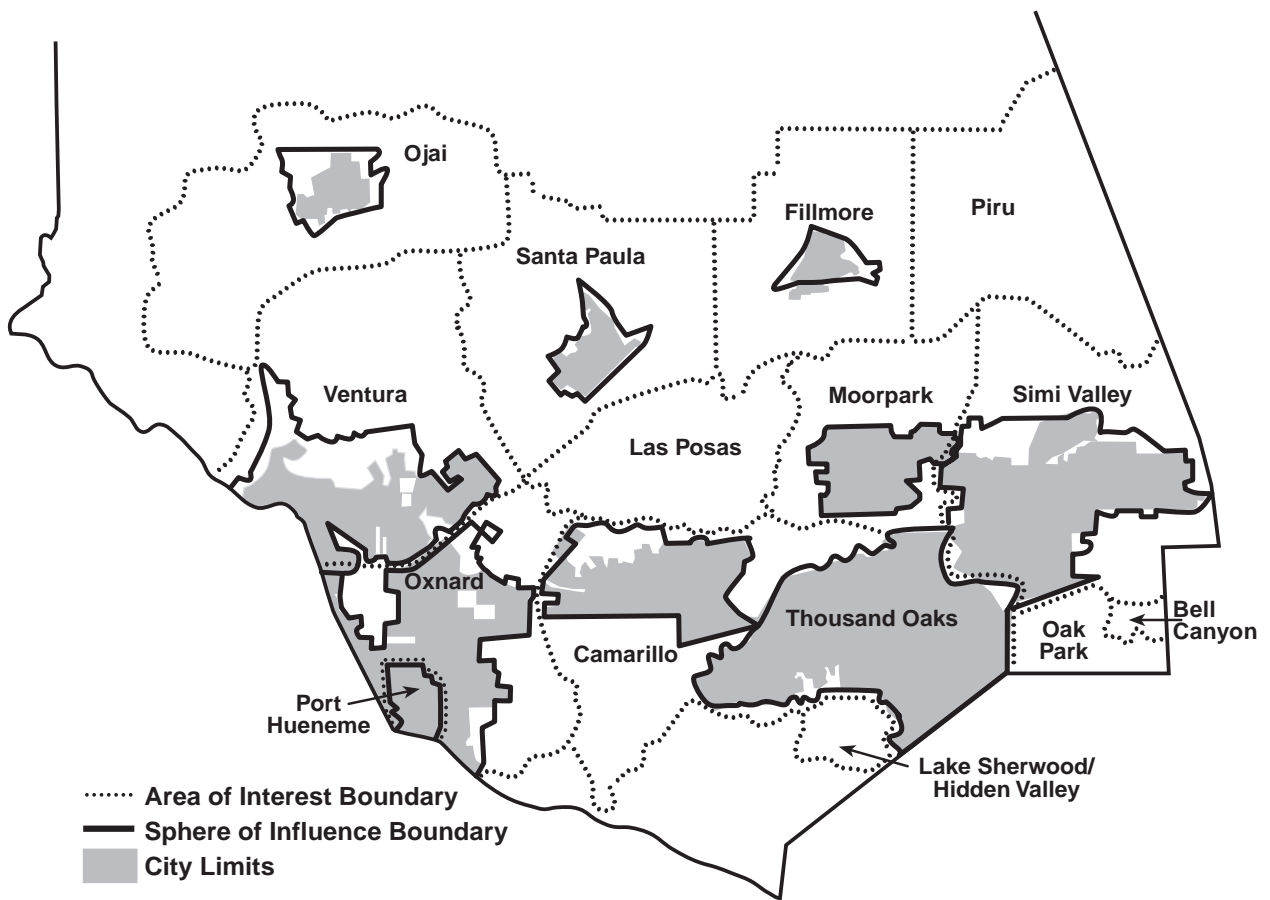 Ojai
Fillmore
Piru
Santa Paula
Ventura
Moorpark
Simi Valley
Las Posas
Oxnard
Thousand Oaks
Bell
Canyon
Oak
Park
Camarillo
Port
Hueneme
Lake Sherwood/
Hidden Valley
Area of Interest Boundary
Sphere of Influence Boundary
City Limits